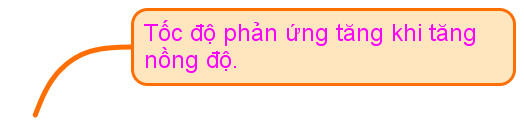 Tốc độ phản ứng tăng khi tăng
nồng độ.